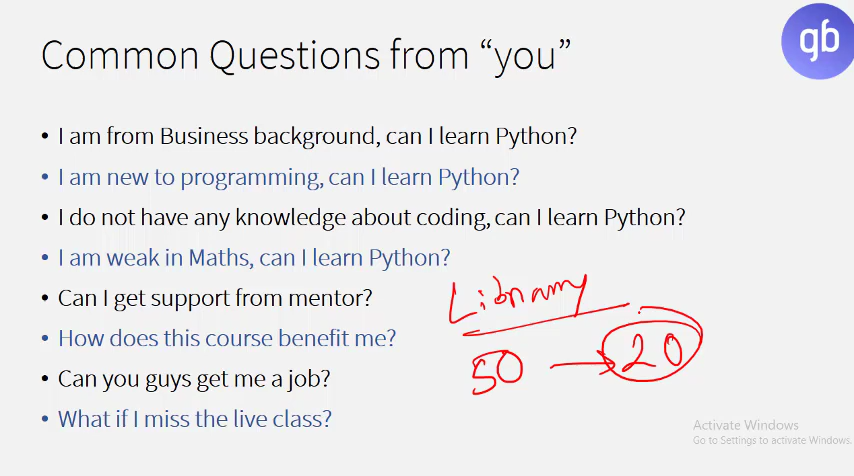 Common Questions from “you”
gb
• I am from Business background, can I learn Python?
• I am new to programming, can I learn Python?
• I do not have any knowledge about coding, can I learn Python?
• I am weak in Maths, can I learn Python?
• Can I get support from mentor?
• How does this course benefit me?
• Can you guys get me a job?
• What if I miss the live class?
Library
50 → 20
Activate Windows
Go to Settings to activate Windows.